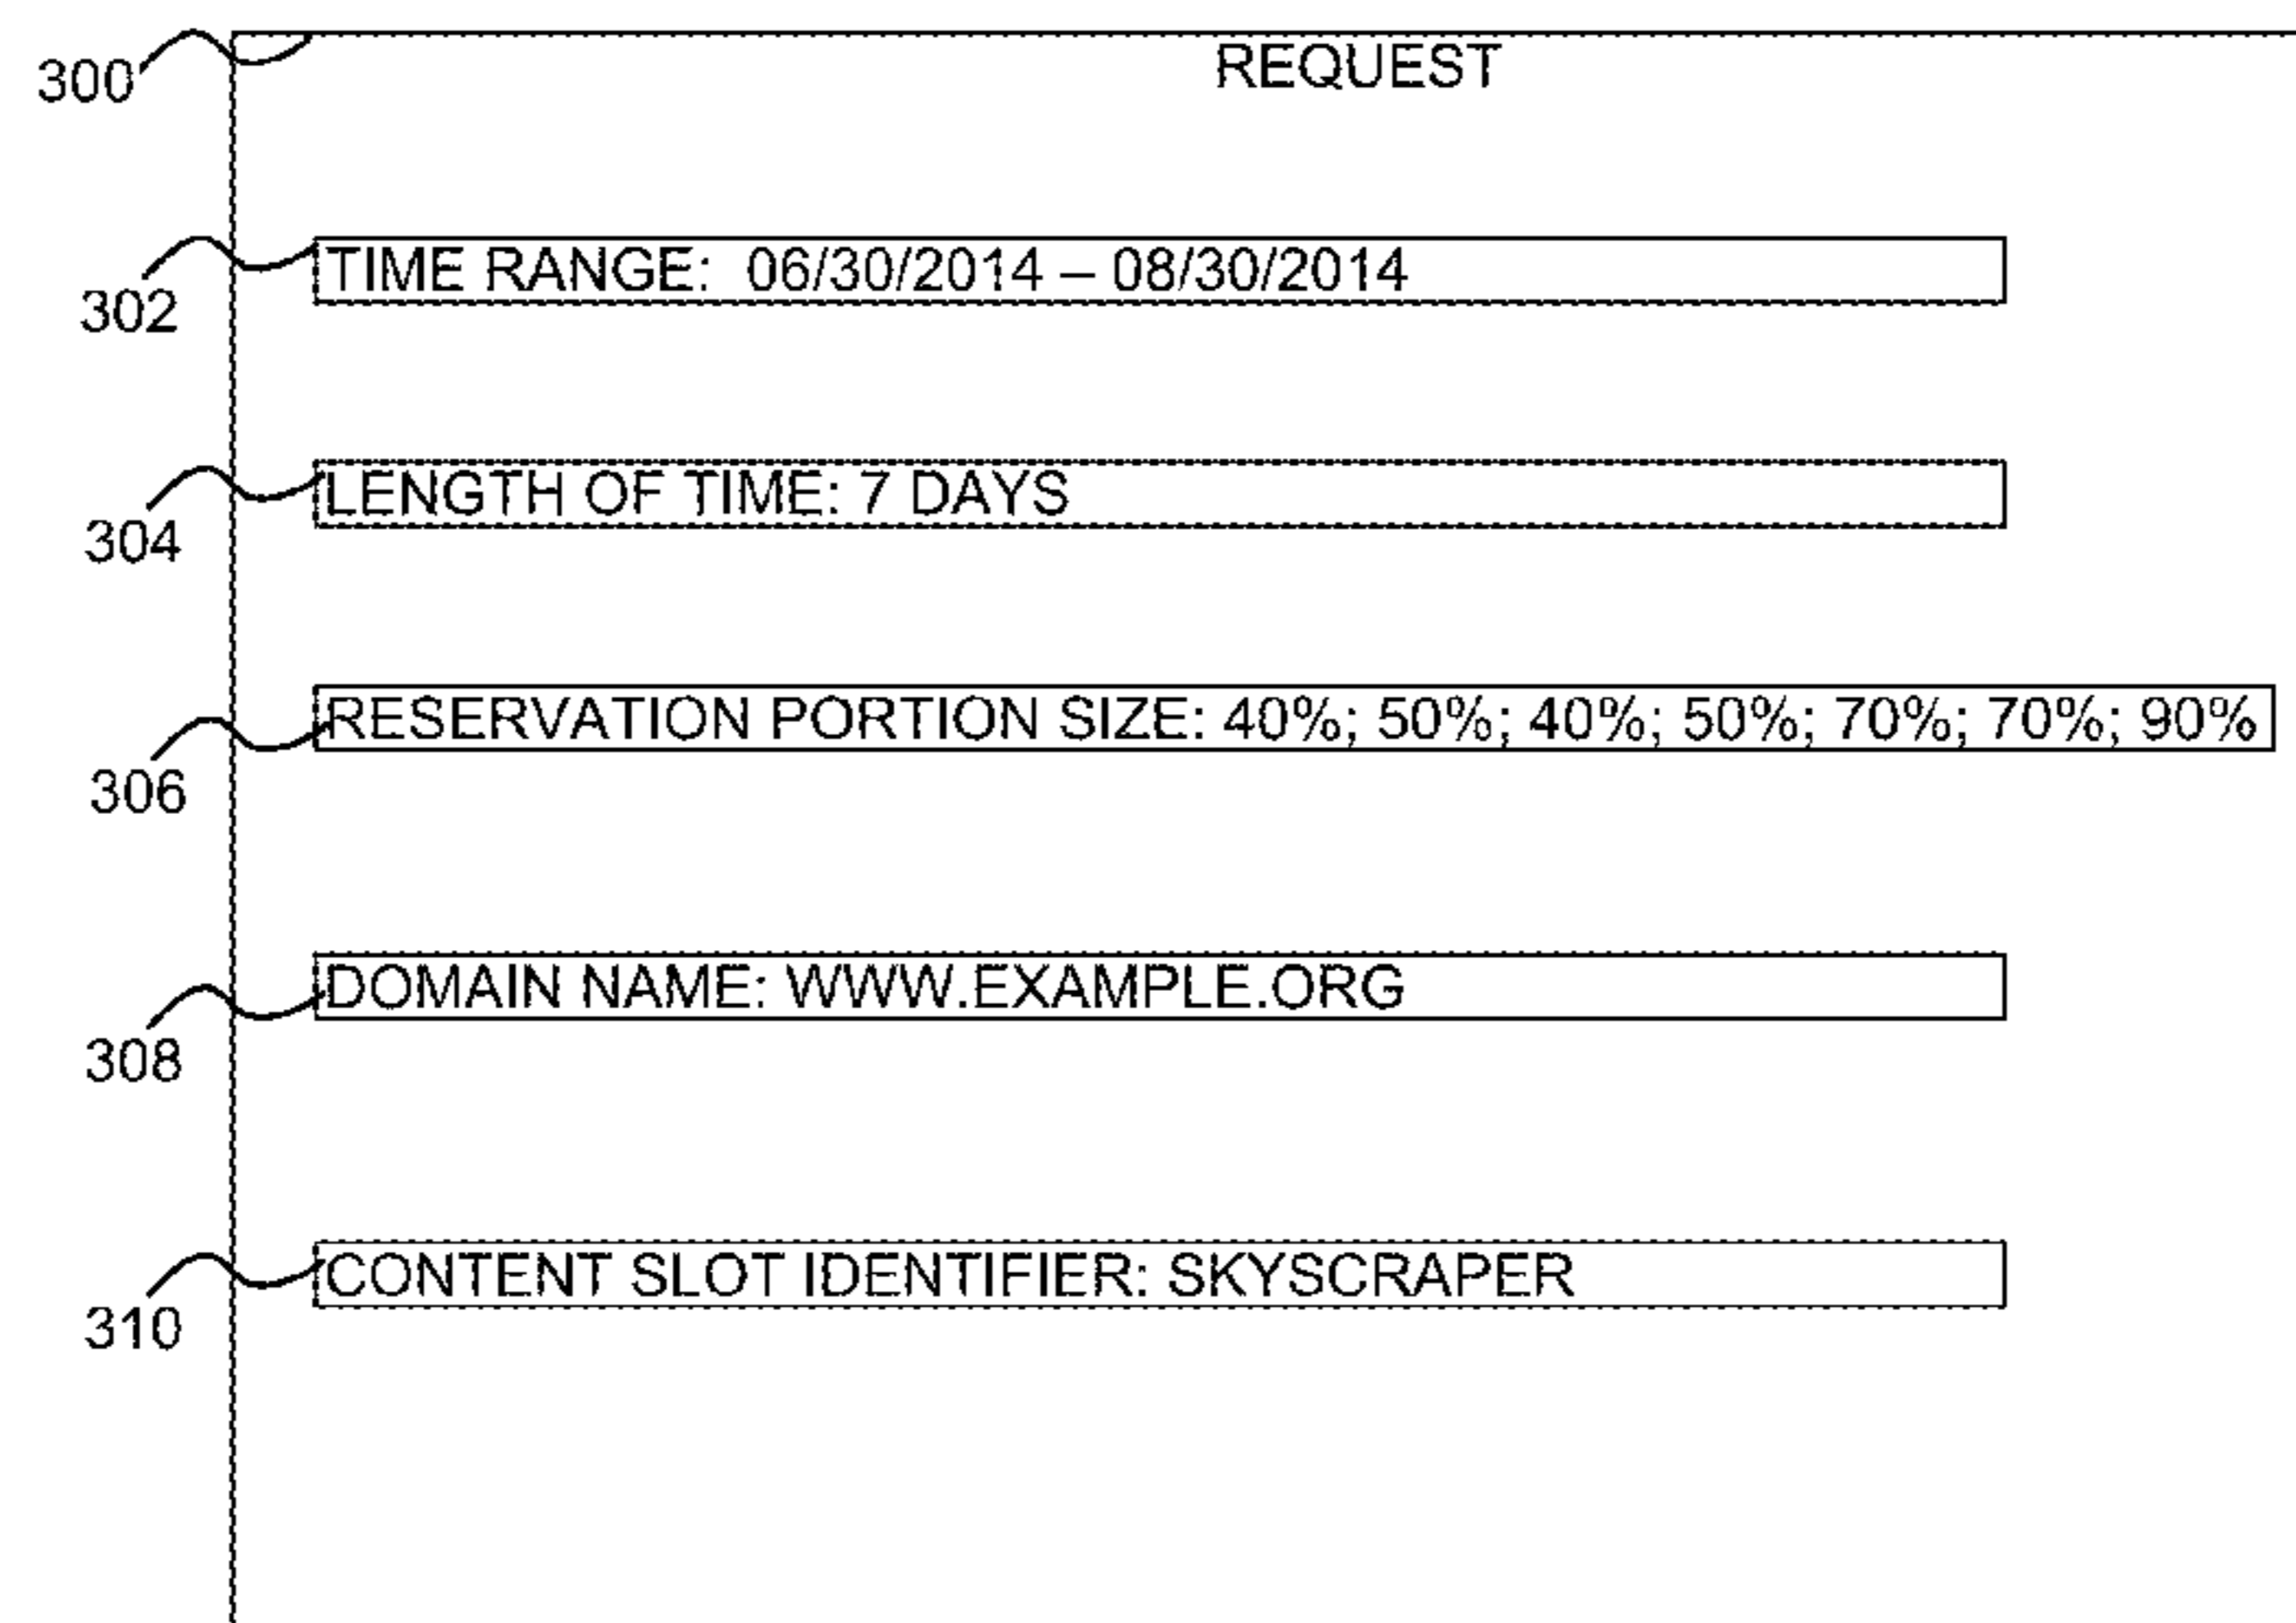 REQUEST
300
TIME RANGE: 06/30/2014 – 08/30/2014
302
LENGTH OF TIME: 7 DAYS
304
RESERVATION PORTION SIZE: 40%; 50%; 40%; 50%; 70%; 70%; 90%
306
DOMAIN NAME: WWW.EXAMPLE.ORG
308
CONTENT SLOT IDENTIFIER: SKYSCRAPER
310